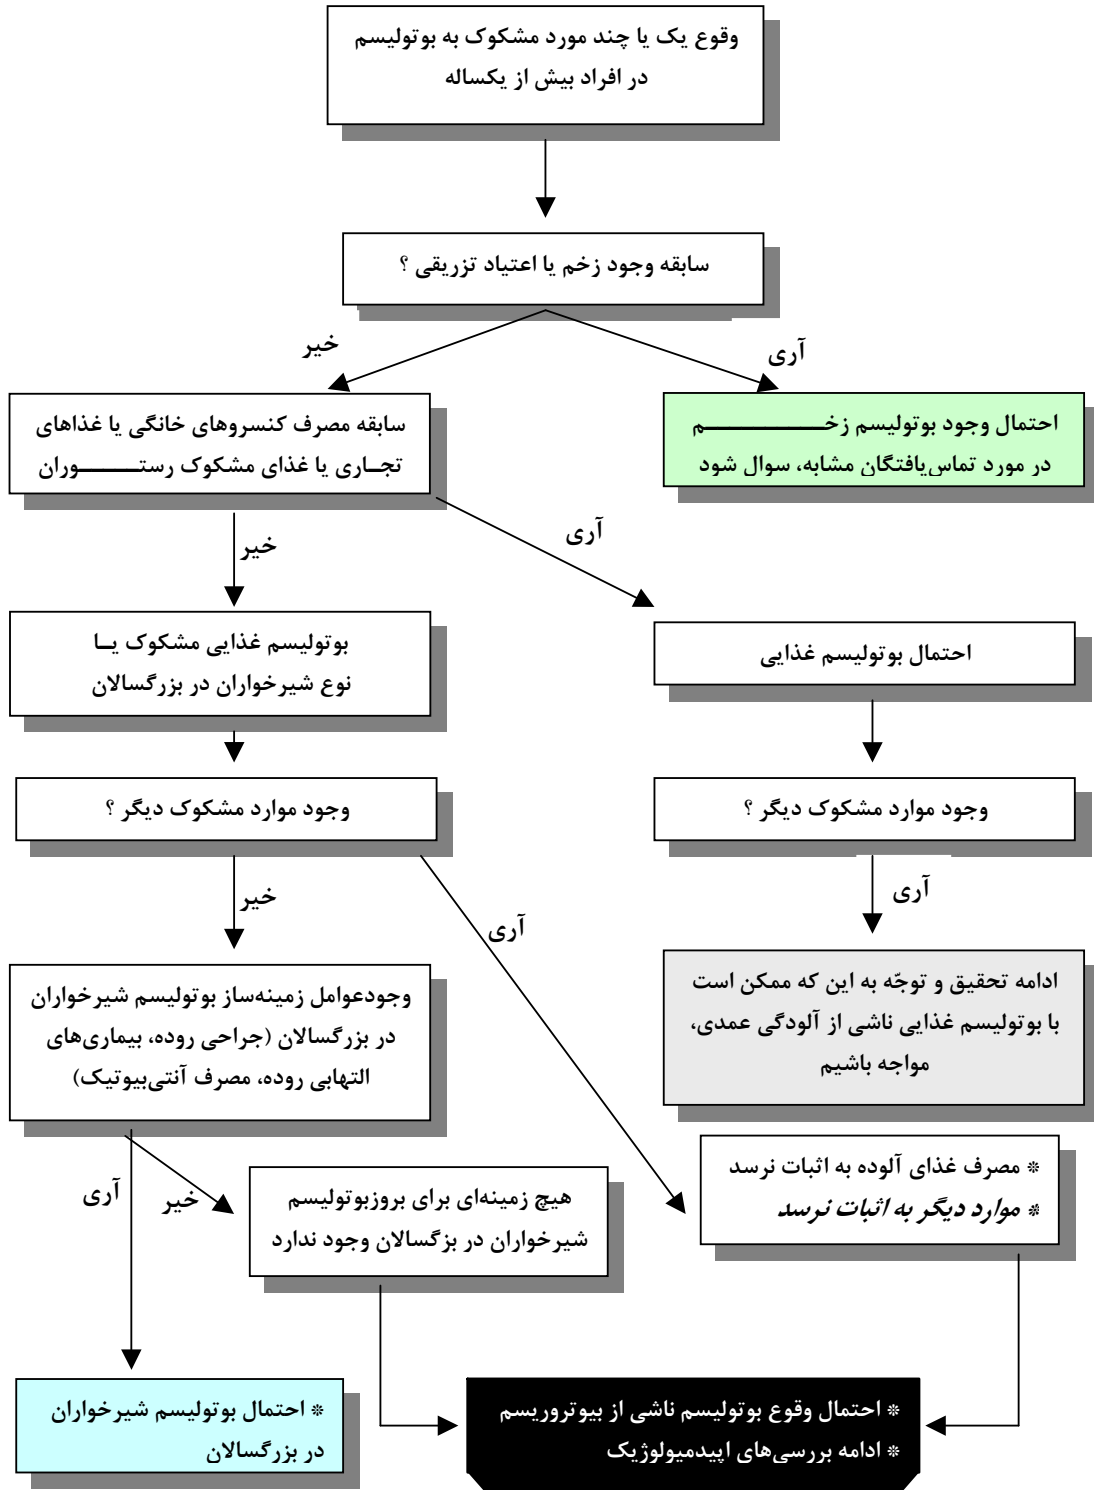 وقوع یک یا چند مورد مشکوک به بوتولیسم
در افراد بیش از یکساله
سابقه وجود زخم یا اعتیاد تزریقی ؟
خیر
آری
سابقه مصرف کنسروهای خانگی یا غذاهای
تجـاری یا غذای مشکوک رستـــــــوران
احتمال وجود بوتولیسم زخـــــــــــــــم
در مورد تماس‌یافتگان مشابه، سوال شود
خیر
آری
بوتولیسم غذایی مشکوک یــا
نوع شیرخواران در بزرگسالان
احتمال بوتولیسم غذایی
وجود موارد مشکوک دیگر ؟
وجود موارد مشکوک دیگر ؟
خیر
آری
آری
وجودعوامل زمینه‌ساز بوتولیسم شیرخواران
در بزرگسالان (جراحی روده، بیماری‌های
التهابی روده، مصرف آنتی‌بیوتیک)
ادامه تحقیق و توجّه به این که ممکن است
با بوتولیسم غذایی ناشی از آلودگی عمدی،
مواجه باشیم
آری
خیر
هیچ زمینه‌ای برای بروزبوتولیسم
شیرخواران در بزگسالان وجود ندارد
* مصرف غذای آلوده به اثبات نرسد
* موارد دیگر به اثبات نرسد
* احتمال بوتولیسم شیرخواران
در بزرگسالان
* احتمال وقوع بوتولیسم ناشی از بیوتروریسم
* ادامه بررسی‌های اپیدمیولوژیک